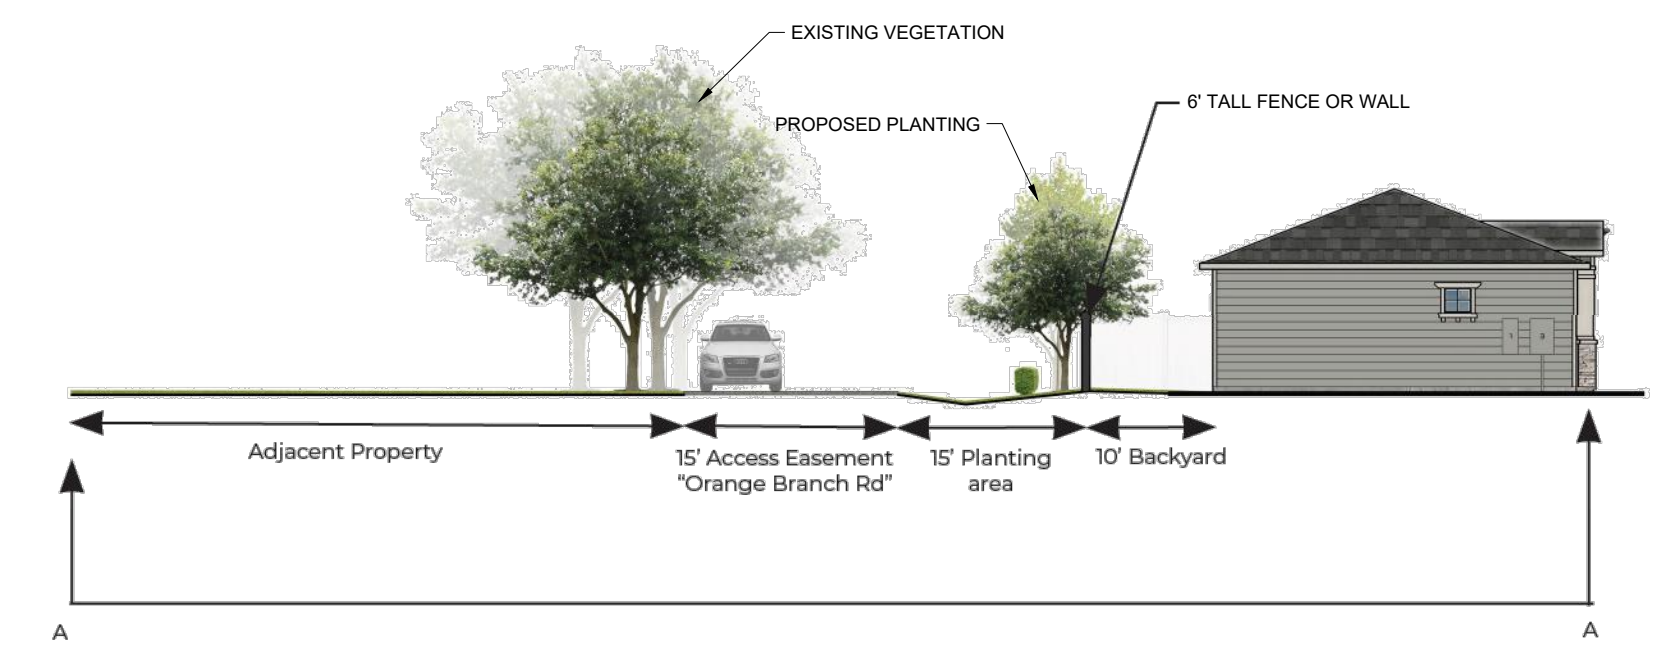 EXISTING VEGETATION
6' TALL FENCE OR WALL
PROPOSED PLANTING
Adjacent Property
15’ Access Easement
“Orange Branch Rd”
15’ Planting
area
10’ Backyard
A
A